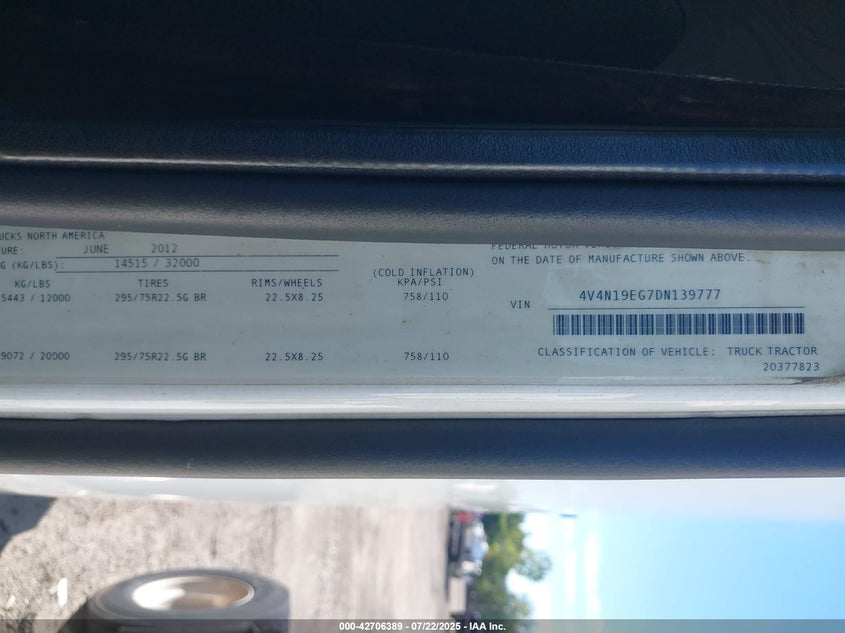 UCKS NORTH AMERICA
URE: JUNE 2012
G (KG/LBS): 14515 / 32000
KG/LBS TIRES RIMS/WHEELS (COLD INFLATION) KPA/PSI
5443 / 12000 295/75R22.5G BR 22.5X8.25 758/110
9072 / 20000 295/75R22.5G BR 22.5X8.25 758/110
FEDERAL MOTOR
ON THE DATE OF MANUFACTURE SHOWN ABOVE.
VIN 4V4N19EG7DN139777
CLASSIFICATION OF VEHICLE: TRUCK TRACTOR
20377823
000-42706389 - 07/22/2025 - IAA Inc.